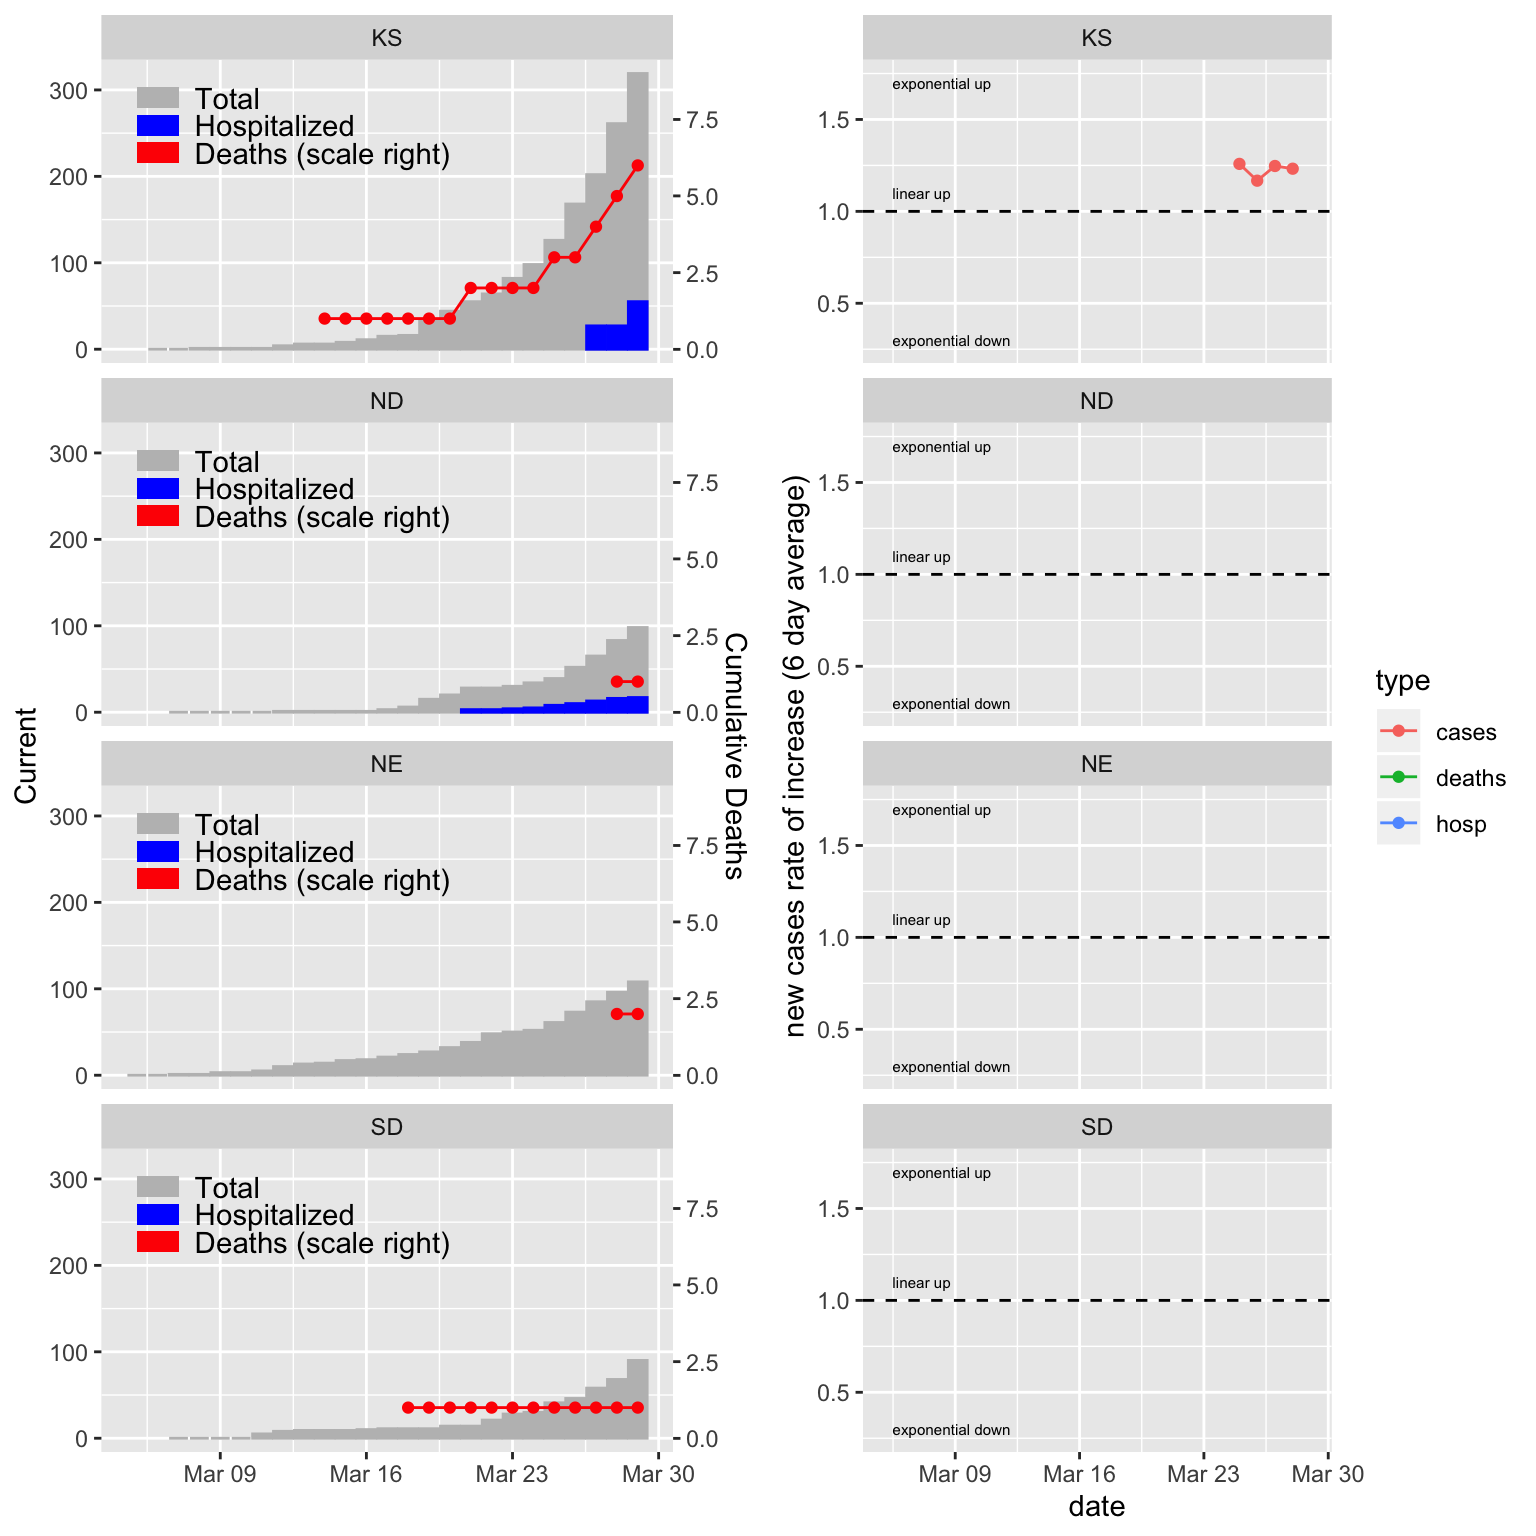 KS
300
200
100
0
7.5
5.0
2.5
0.0
Total
Hospitalized
Deaths (scale right)
ND
300
200
100
0
7.5
5.0
2.5
0.0
Total
Hospitalized
Deaths (scale right)
NE
300
200
100
0
7.5
5.0
2.5
0.0
Total
Hospitalized
Deaths (scale right)
SD
300
200
100
0
7.5
5.0
2.5
0.0
Total
Hospitalized
Deaths (scale right)
Mar 09 Mar 16 Mar 23 Mar 30
Current
Cumulative Deaths
KS
1.5
1.0
0.5
exponential up
linear up
exponential down
ND
1.5
1.0
0.5
exponential up
linear up
exponential down
NE
1.5
1.0
0.5
exponential up
linear up
exponential down
SD
1.5
1.0
0.5
exponential up
linear up
exponential down
Mar 09 Mar 16 Mar 23 Mar 30
date
new cases rate of increase (6 day average)
type
cases
deaths
hosp